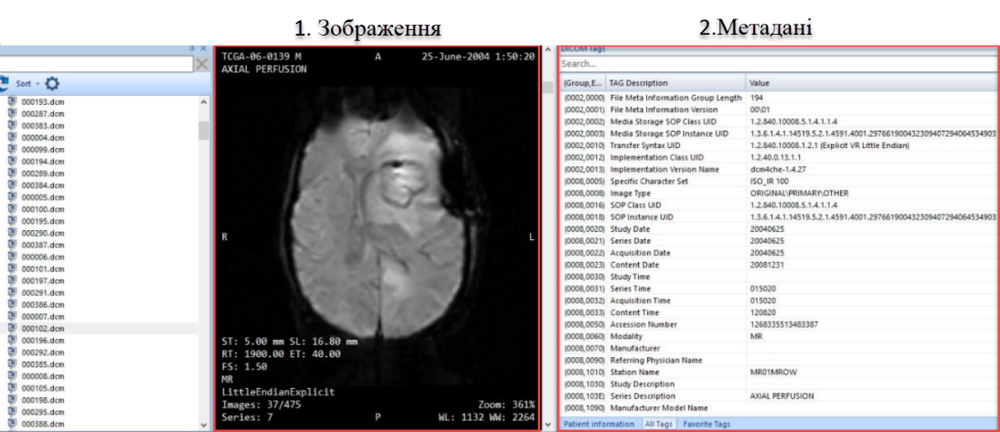 1. Зображення
2.Метадані
Sort
000193.dcm
000287.dcm
000383.dcm
000004.dcm
000099.dcm
000194.dcm
000289.dcm
000384.dcm
000005.dcm
000100.dcm
000195.dcm
000290.dcm
000387.dcm
000006.dcm
000101.dcm
000197.dcm
000291.dcm
000386.dcm
000007.dcm
000102.dcm
000196.dcm
000292.dcm
000385.dcm
000008.dcm
000105.dcm
000198.dcm
000295.dcm
000388.dcm
TCGA-06-0139 M A 25-June-2004 1:50:20
AXIAL PERFUSION
R L
ST: 5.00 mm SL: 16.80 mm
RT: 1900.00 ET: 40.00
FS: 1.50
MR
LittleEndianExplicit
Images: 37/475 Zoom: 361%
Series: 7 P WL: 1132 WW: 2264
DICOM Tags
Search...
(Group,E... TAG Description Value
(0002,0000) File Meta Information Group Length 194
(0002,0001) File Meta Information Version 00\01
(0002,0002) Media Storage SOP Class UID 1.2.840.10008.5.1.4.1.1.4
(0002,0003) Media Storage SOP Instance UID 1.3.6.1.4.1.14519.5.2.1.4591.4001.297661900432309407294064534903
(0002,0010) Transfer Syntax UID 1.2.840.10008.1.2.1 (Explicit VR Little Endian)
(0002,0012) Implementation Class UID 1.2.40.0.13.1.1
(0002,0013) Implementation Version Name dcm4che-1.4.27
(0008,0005) Specific Character Set ISO_IR 100
(0008,0008) Image Type ORIGINAL\PRIMARY\OTHER
(0008,0016) SOP Class UID 1.2.840.10008.5.1.4.1.1.4
(0008,0018) SOP Instance UID 1.3.6.1.4.1.14519.5.2.1.4591.4001.297661900432309407294064534903
(0008,0020) Study Date 20040625
(0008,0021) Series Date 20040625
(0008,0022) Acquisition Date 20040625
(0008,0023) Content Date 20081231
(0008,0030) Study Time
(0008,0031) Series Time 015020
(0008,0032) Acquisition Time 015020
(0008,0033) Content Time 120820
(0008,0050) Accession Number 1268335513483387
(0008,0060) Modality MR
(0008,0070) Manufacturer
(0008,0090) Referring Physician Name
(0008,1010) Station Name MR01MROW
(0008,1030) Study Description
(0008,103E) Series Description AXIAL PERFUSION
(0008,1090) Manufacturer Model Name
Patient information All Tags Favorite Tags